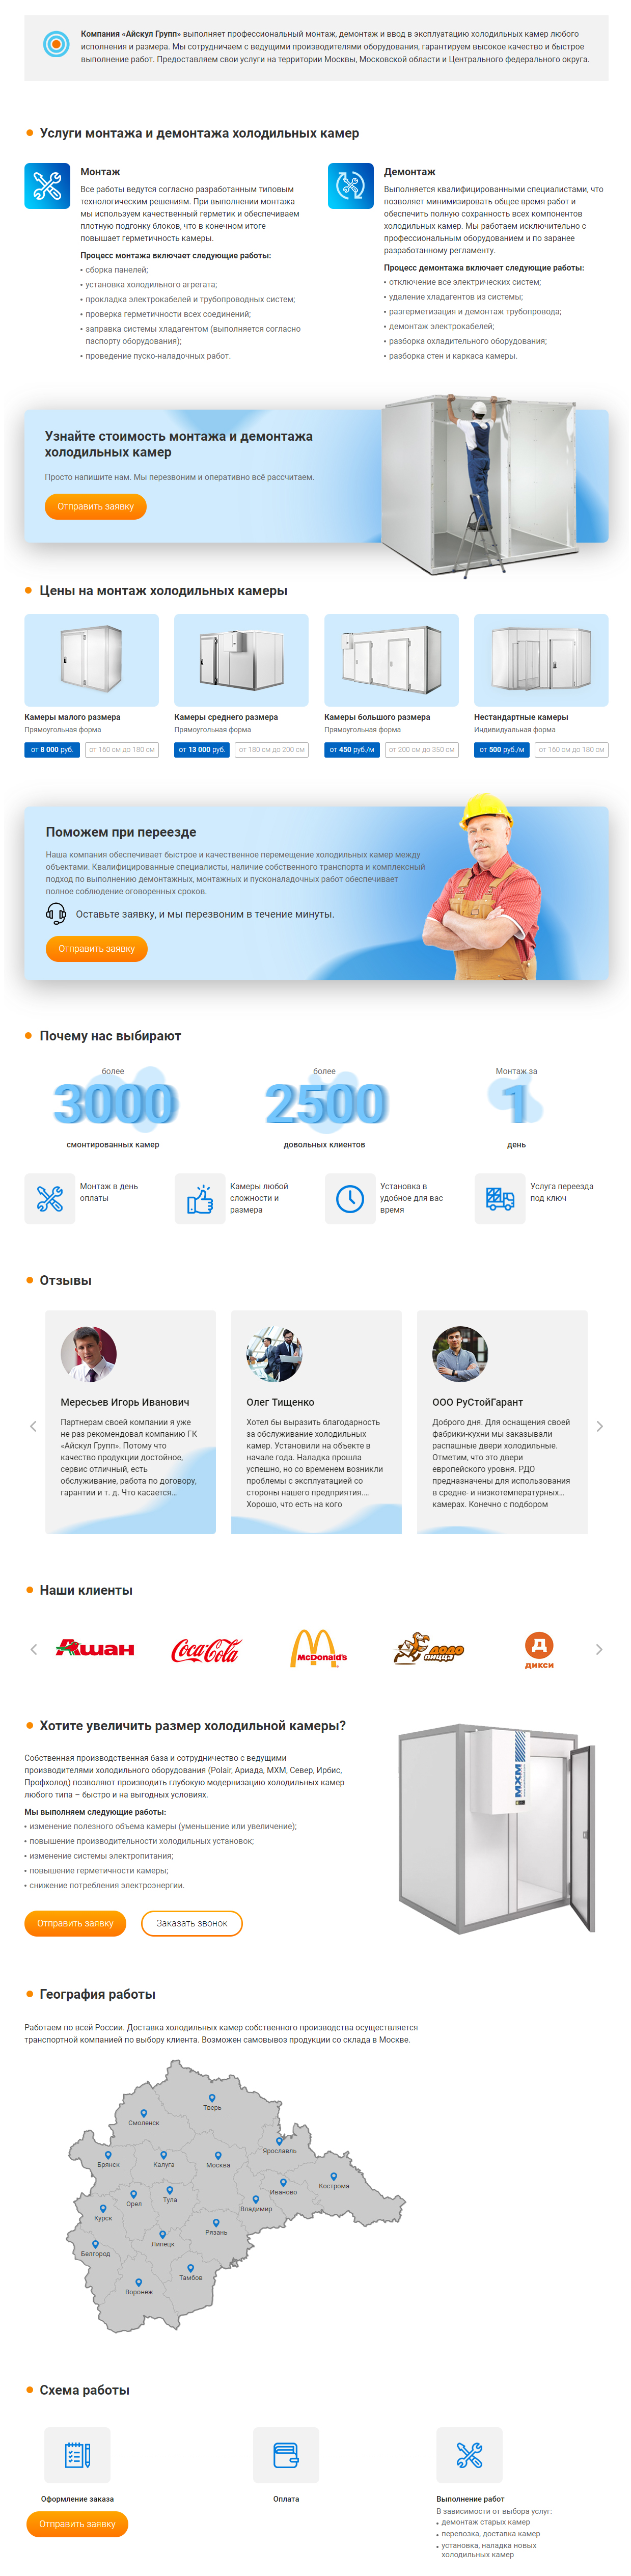 Компания «Айскул Групп» выполняет профессиональный монтаж, демонтаж и ввод в эксплуатацию холодильных камер любого
исполнения и размера. Мы сотрудничаем с ведущими производителями оборудования, гарантируем высокое качество и быстрое
выполнение работ. Предоставляем свои услуги на территории Москвы, Московской области и Центрального федерального округа.
Услуги монтажа и демонтажа холодильных камер
Монтаж
Все работы ведутся согласно разработанным типовым
технологическим решениям. При выполнении монтажа
мы используем качественный герметик и обеспечиваем
плотную подгонку блоков, что в конечном итоге
повышает герметичность камеры.
Процесс монтажа включает следующие работы:
• сборка панелей;
• установка холодильного агрегата;
• прокладка электрокабелей и трубопроводных систем;
• проверка герметичности всех соединений;
• заправка системы хладагентом (выполняется согласно
паспорту оборудования);
• проведение пуско-наладочных работ.
Демонтаж
Выполняется квалифицированными специалистами, что
позволяет минимизировать общее время работ и
обеспечить полную сохранность всех компонентов
холодильных камер. Мы работаем исключительно с
профессиональным оборудованием и по заранее
разработанному регламенту.
Процесс демонтажа включает следующие работы:
• отключение все электрических систем;
• удаление хладагентов из системы;
• разгерметизация и демонтаж трубопровода;
• демонтаж электрокабелей;
• разборка охладительного оборудования;
• разборка стен и каркаса камеры.
Узнайте стоимость монтажа и демонтажа
холодильных камер
Просто напишите нам. Мы перезвоним и оперативно всё рассчитаем.
Отправить заявку
Цены на монтаж холодильных камеры
Камеры малого размера
Прямоугольная форма
от 8 000 руб.
от 160 см до 180 см
Камеры среднего размера
Прямоугольная форма
от 13 000 руб.
от 180 см до 200 см
Камеры большого размера
Прямоугольная форма
от 450 руб./м
от 200 см до 350 см
Нестандартные камеры
Индивидуальная форма
от 500 руб./м
от 160 см до 180 см
Поможем при переезде
Наша компания обеспечивает быстрое и качественное перемещение холодильных камер между
объектами. Квалифицированные специалисты, наличие собственного транспорта и комплексный
подход по выполнению демонтажных, монтажных и пусконаладочных работ обеспечивает
полное соблюдение оговоренных сроков.
Оставьте заявку, и мы перезвоним в течение минуты.
Отправить заявку
Почему нас выбирают
более
3000
смонтированных камер
более
2500
довольных клиентов
Монтаж за
1
день
Монтаж в день
оплаты
Камеры любой
сложности и
размера
Установка в
удобное для вас
время
Услуга переезда
под ключ
Отзывы
Мересьев Игорь Иванович
Партнерам своей компании я уже
не раз рекомендовал компанию ГК
«Айскул Групп». Потому что
качество продукции достойное,
сервис отличный, есть
обслуживание, работа по договору,
гарантии и т. д. Что касается...
Олег Тищенко
Хотел бы выразить благодарность
за обслуживание холодильных
камер. Установили на объекте в
начале года. Наладка прошла
успешно, но со временем возникли
проблемы с эксплуатацией со
стороны нашего предприятия....
Хорошо, что есть на кого
ООО РуСтойГарант
Доброго дня. Для оснащения своей
фабрики-кухни мы заказывали
распашные двери холодильные.
Отметим, что это двери
европейского уровня. РДО
предназначены для использования
в средне- и низкотемпературных...
камерах. Конечно с подбором
Наши клиенты
Ашан
Coca-Cola
McDonald's
додо
пицца
Д
дикси
Хотите увеличить размер холодильной камеры?
Собственная производственная база и сотрудничество с ведущими
производителями холодильного оборудования (Polair, Ариада, МХМ, Север, Ирбис,
Профхолод) позволяют производить глубокую модернизацию холодильных камер
любого типа – быстро и на выгодных условиях.
Мы выполняем следующие работы:
• изменение полезного объема камеры (уменьшение или увеличение);
• повышение производительности холодильных установок;
• изменение системы электропитания;
• повышение герметичности камеры;
• снижение потребления электроэнергии.
Отправить заявку
Заказать звонок
МХМ
География работы
Работаем по всей России. Доставка холодильных камер собственного производства осуществляется
транспортной компанией по выбору клиента. Возможен самовывоз продукции со склада в Москве.
Тверь
Смоленск
Ярославль
Брянск
Калуга
Москва
Кострома
Иваново
Орел
Тула
Владимир
Курск
Рязань
Липецк
Белгород
Тамбов
Воронеж
Схема работы
Оформление заказа
Отправить заявку
Оплата
Выполнение работ
В зависимости от выбора услуг:
• демонтаж старых камер
• перевозка, доставка камер
• установка, наладка новых
холодильных камер